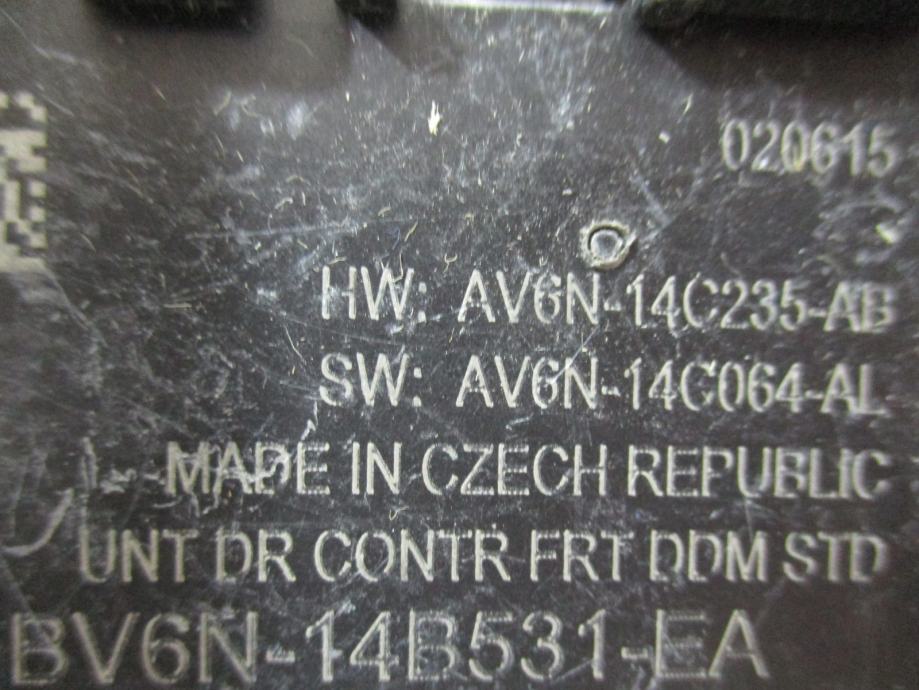 020615
HW: AV6N-14C235-AB
SW: AV6N-14C064-AL
MADE IN CZECH REPUBLIC
UNT DR CONTR FRT DDM STD
BV6N-14B531-EA